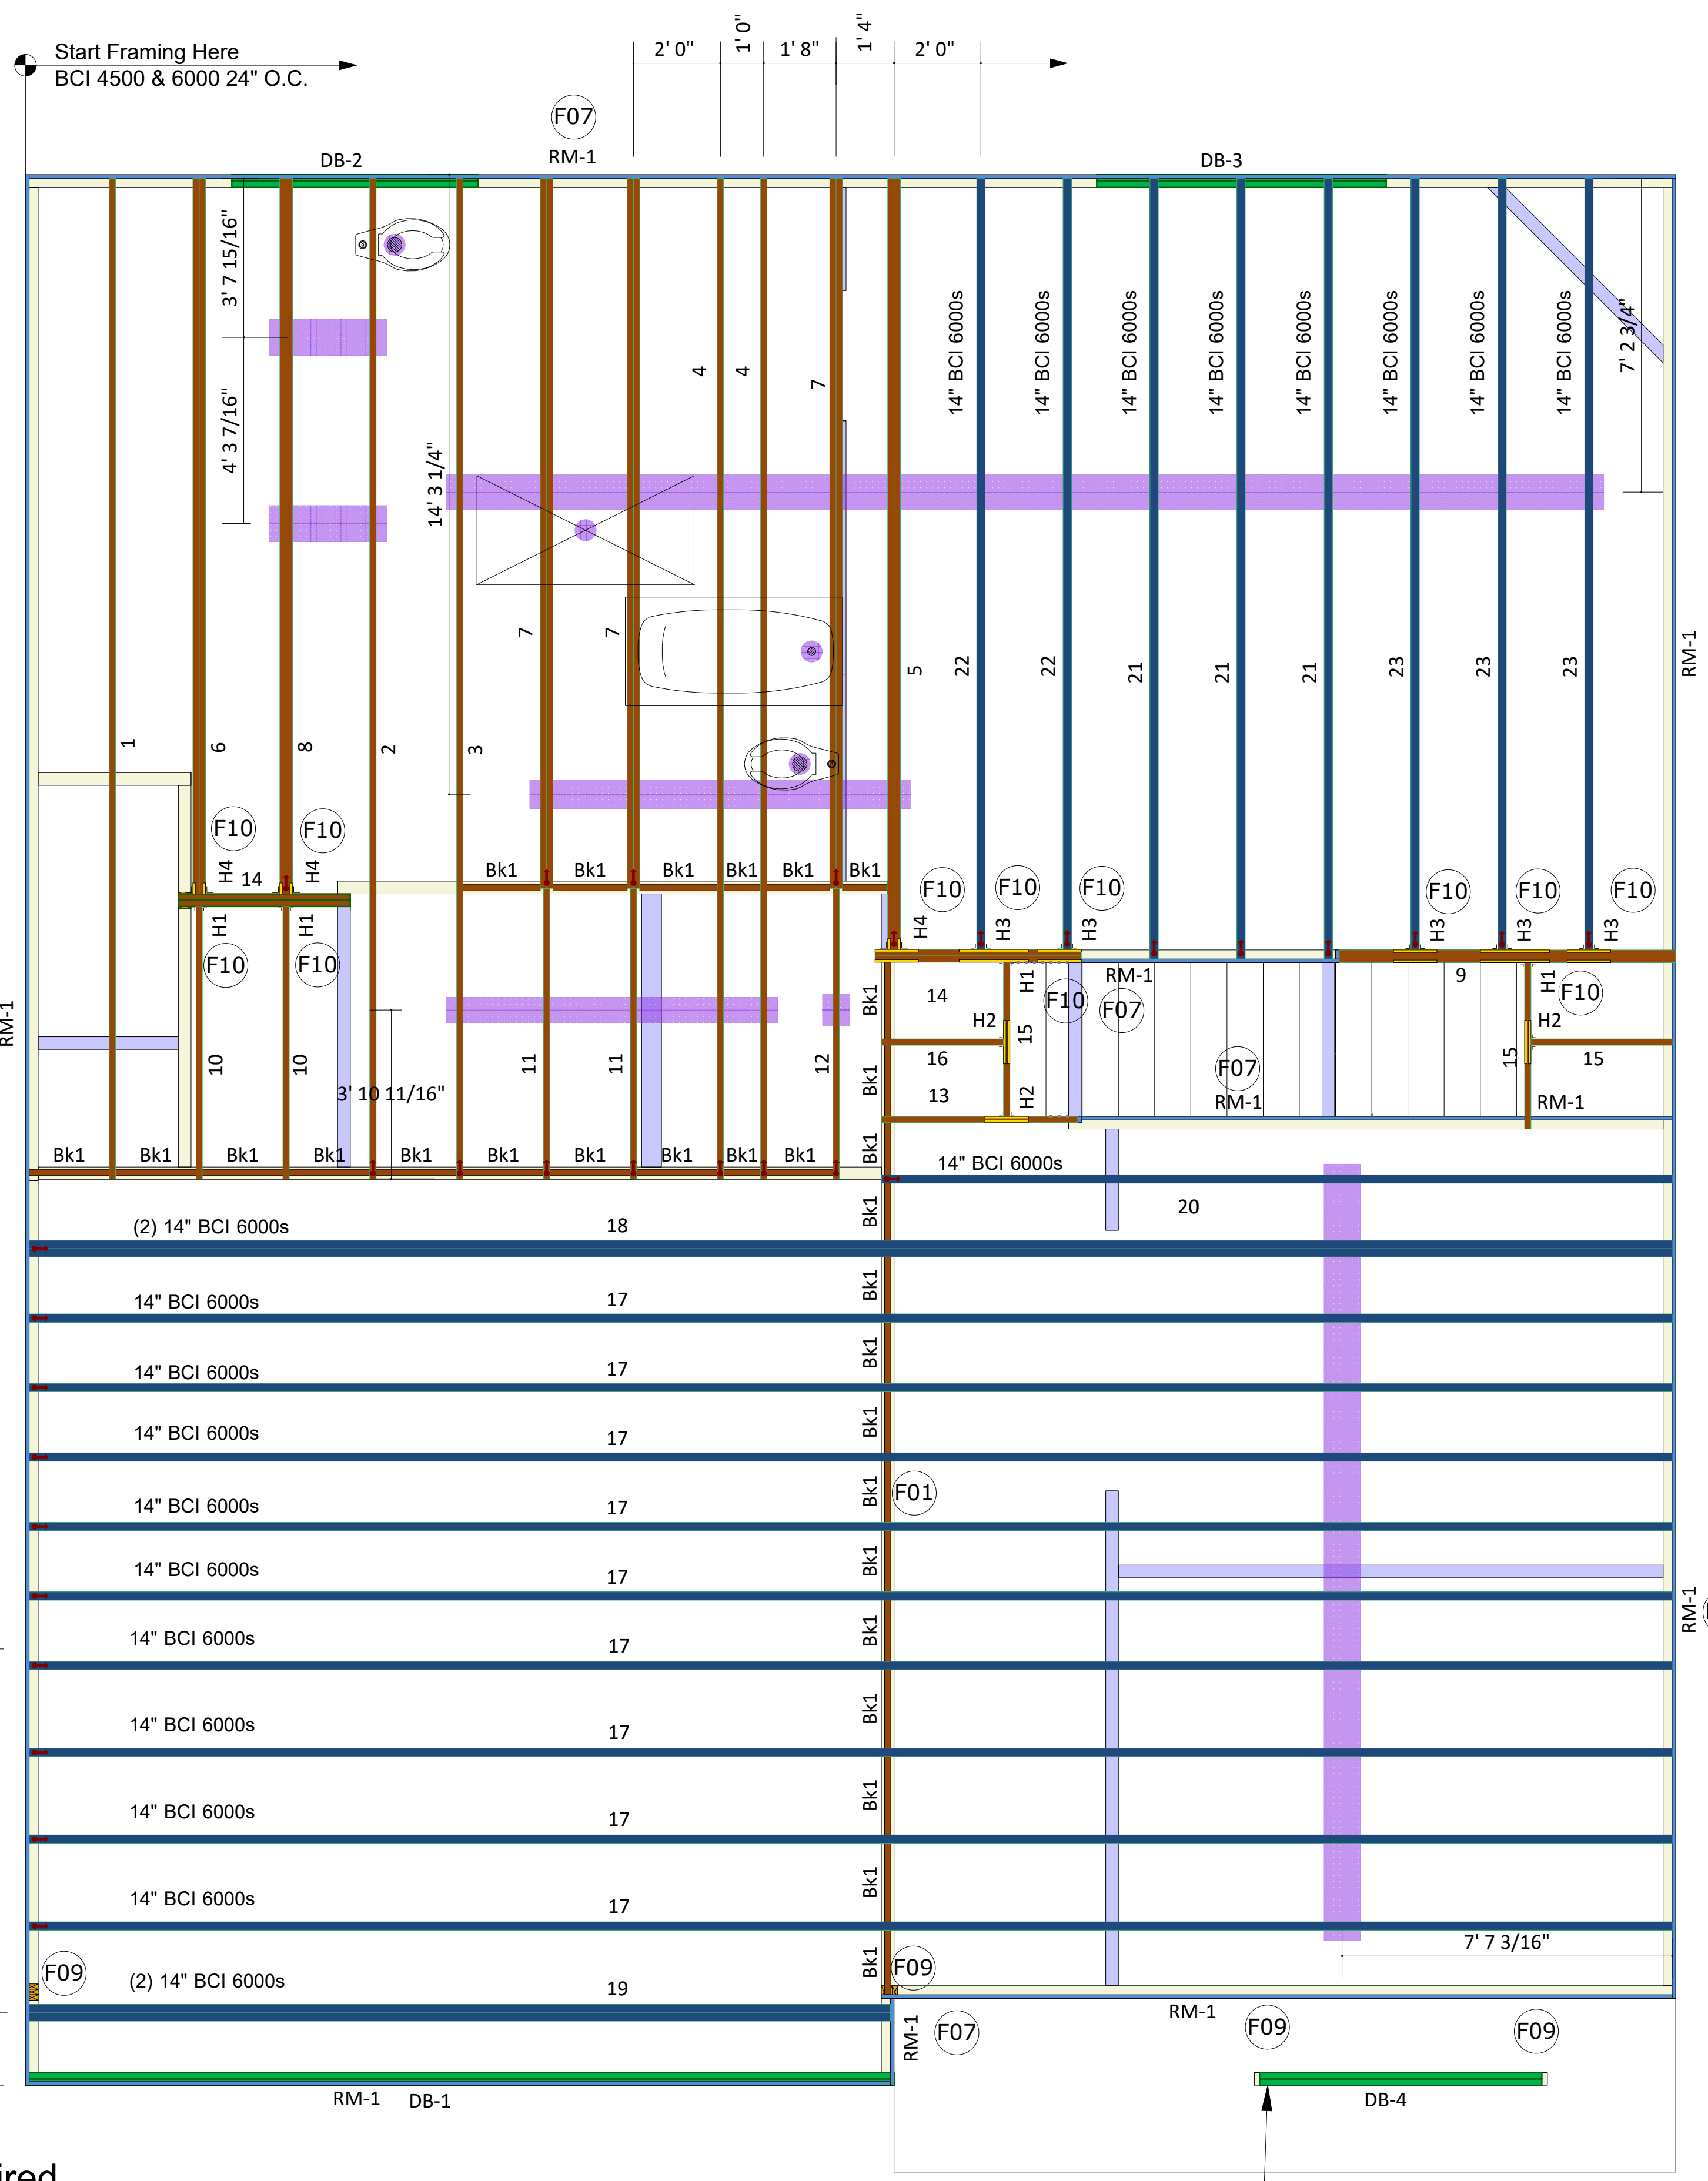 Start Framing Here
BCI 4500 & 6000 24" O.C.
2' 0"
1' 0"
1' 8"
1' 4"
2' 0"
F07
DB-2
RM-1
DB-3
3' 7 15/16"
4' 3 7/16"
14' 3 1/4"
4
4
7
14" BCI 6000s
14" BCI 6000s
14" BCI 6000s
14" BCI 6000s
14" BCI 6000s
14" BCI 6000s
14" BCI 6000s
14" BCI 6000s
7' 2 3/4"
RM-1
7
7
5
22
22
21
21
21
23
23
23
1
6
8
2
3
F10
F10
H4
14
H4
Bk1
Bk1
Bk1
Bk1
Bk1
Bk1
F10
F10
F10
F10
F10
F10
H1
H1
H4
H3
H3
H3
H3
H3
F10
F10
RM-1
10
10
11
11
12
3' 10 11/16"
Bk1
14
H1
F10
RM-1
F07
9
H1
F10
H2
15
H2
16
15
15
F07
Bk1
13
H2
RM-1
RM-1
Bk1
Bk1
Bk1
Bk1
Bk1
Bk1
Bk1
Bk1
Bk1
Bk1
Bk1
14" BCI 6000s
20
Bk1
(2) 14" BCI 6000s
18
Bk1
14" BCI 6000s
17
Bk1
14" BCI 6000s
17
Bk1
14" BCI 6000s
17
Bk1
F01
14" BCI 6000s
17
Bk1
14" BCI 6000s
17
Bk1
RM-1
14" BCI 6000s
17
Bk1
14" BCI 6000s
17
Bk1
14" BCI 6000s
17
Bk1
14" BCI 6000s
17
7' 7 3/16"
Bk1
F09
F09
(2) 14" BCI 6000s
19
RM-1
F07
RM-1
F09
F09
RM-1
DB-1
DB-4